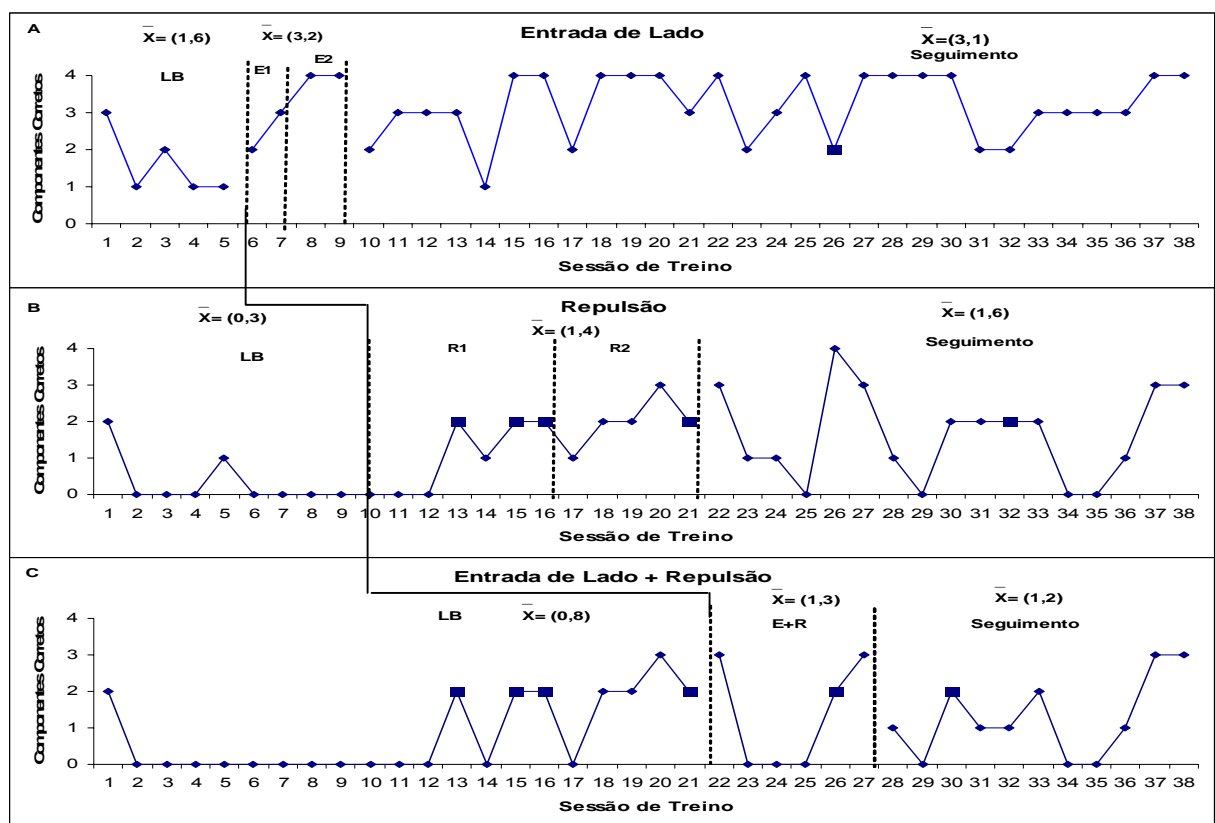 A
X̄= (1,6)
X̄= (3,2)
Entrada de Lado
X̄=(3,1)
Seguimento
LB
E1
E2
Componentes Corretos
4
3
2
1
0
1 2 3 4 5 6 7 8 9 10 11 12 13 14 15 16 17 18 19 20 21 22 23 24 25 26 27 28 29 30 31 32 33 34 35 36 37 38
Sessão de Treino
B
X̄= (0,3)
Repulsão
X̄= (1,4)
X̄= (1,6)
LB
R1
R2
Seguimento
Componentes Corretos
4
3
2
1
0
1 2 3 4 5 6 7 8 9 10 11 12 13 14 15 16 17 18 19 20 21 22 23 24 25 26 27 28 29 30 31 32 33 34 35 36 37 38
Sessão de Treino
C
Entrada de Lado + Repulsão
LB
X̄= (0,8)
X̄= (1,3)
E+R
X̄= (1,2)
Seguimento
Componentes Corretos
4
3
2
1
0
1 2 3 4 5 6 7 8 9 10 11 12 13 14 15 16 17 18 19 20 21 22 23 24 25 26 27 28 29 30 31 32 33 34 35 36 37 38
Sessão de Treino